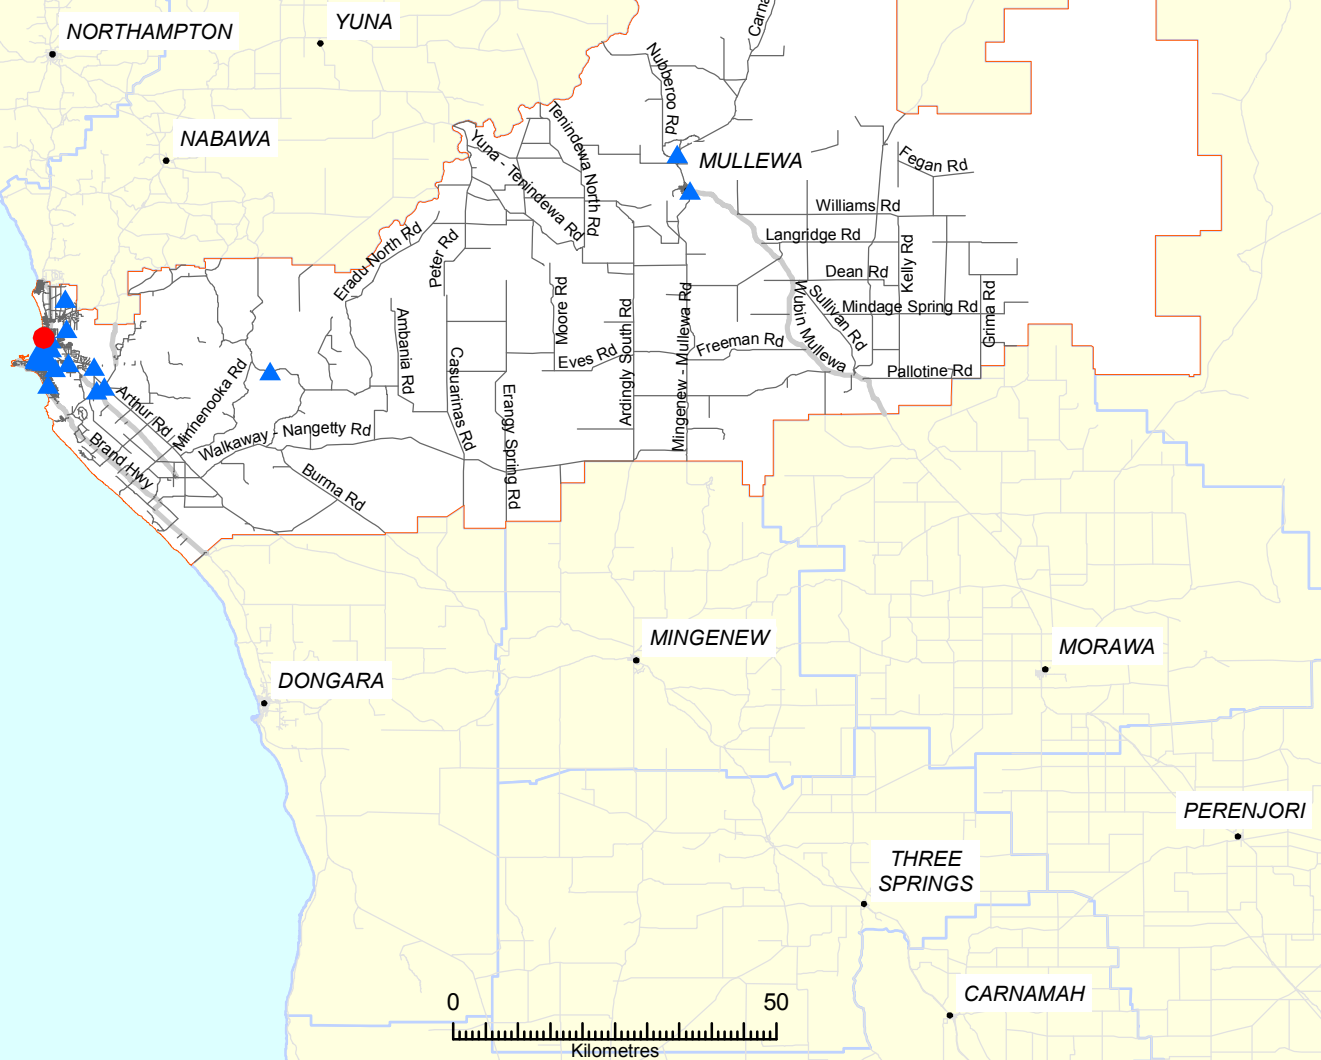 NORTHAMPTON
YUNA
NABAWA
MULLEWA
Nubberoo Rd
Carna
Tenindewa North Rd
Yuna - Tenindewa Rd
Fegan Rd
Williams Rd
Langridge Rd
Dean Rd
Kelly Rd
Mindage Spring Rd
Grima Rd
Sullivan Rd
Wubin Mullewa
Pallotine Rd
Freeman Rd
Eradu North Rd
Peter Rd
Moore Rd
Eves Rd
Ardingly South Rd
Mingenew - Mullewa Rd
Ambania Rd
Casuarinas Rd
Erangy Spring Rd
Minnenooka Rd
Arthur Rd
Walkaway - Nangetty Rd
Brand Hwy
Burma Rd
MINGENEW
MORAWA
DONGARA
PERENJORI
THREE
SPRINGS
CARNAMAH
0
50
Kilometres